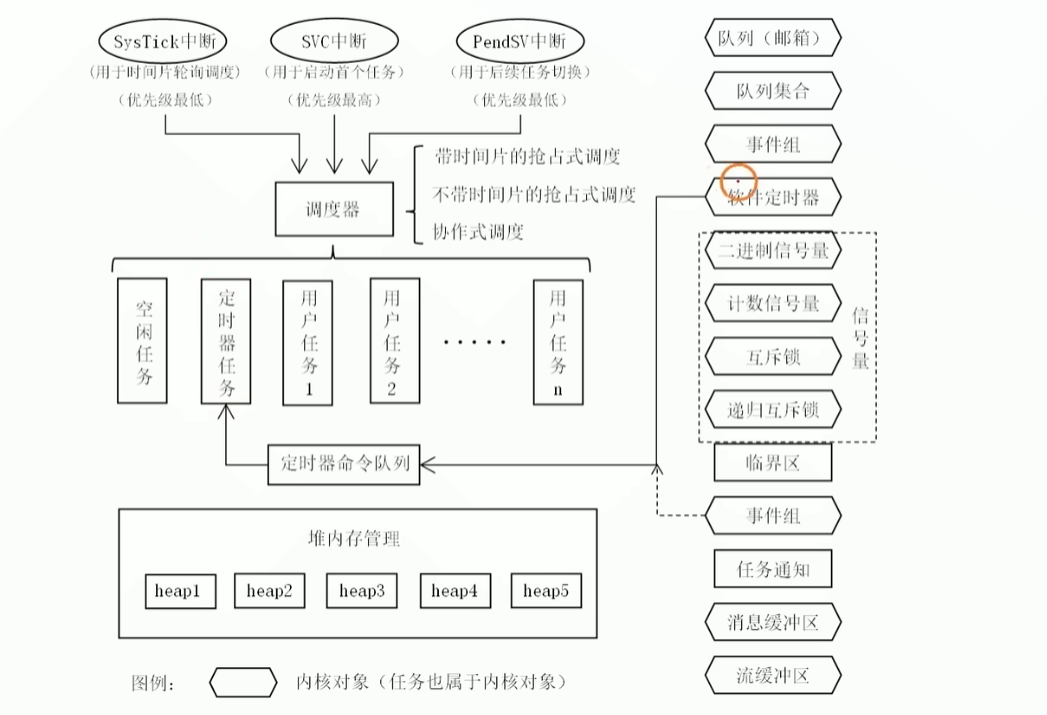 SysTick中断
SVC中断
PendSV中断
(用于时间片轮询调度)
（用于启动首个任务）
（用于后续任务切换）
（优先级最低）
（优先级最高）
（优先级最低）
调度器
带时间片的抢占式调度
不带时间片的抢占式调度
协作式调度
空闲任务
定时器任务
用户任务1
用户任务2
·····
用户任务n
定时器命令队列
堆内存管理
heap1
heap2
heap3
heap4
heap5
图例：
内核对象（任务也属于内核对象）
队列（邮箱）
队列集合
事件组
软件定时器
二进制信号量
计数信号量
互斥锁
递归互斥锁
信号量
临界区
事件组
任务通知
消息缓冲区
流缓冲区